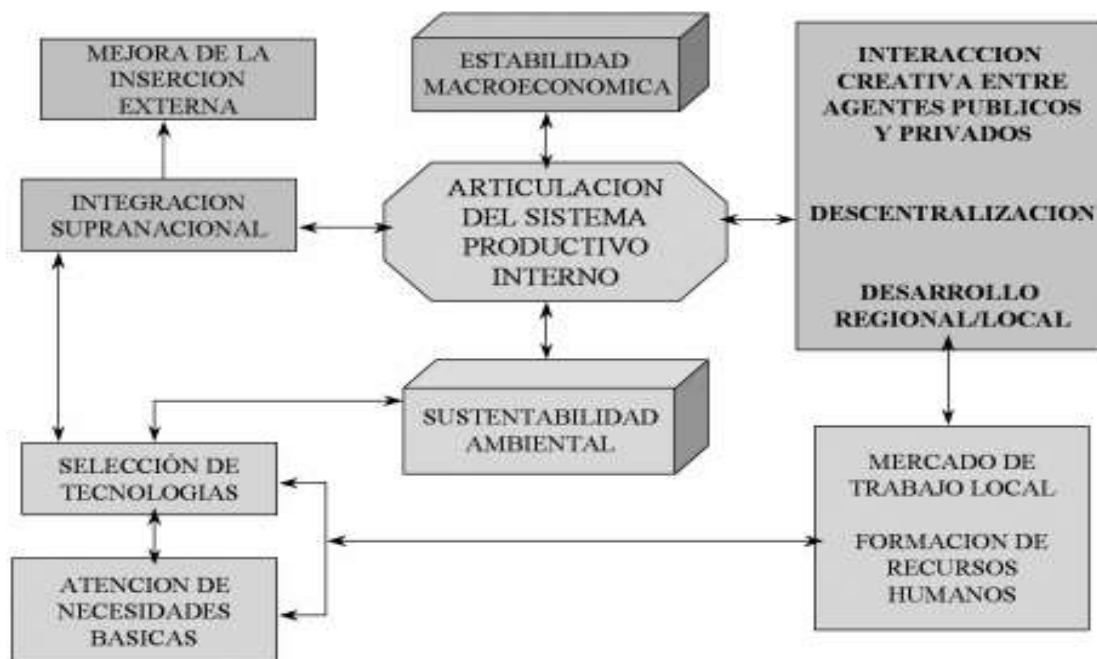 MEJORA DE LA
INSERCION
EXTERNA
ESTABILIDAD
MACROECONOMICA
INTERACCION
CREATIVA ENTRE
AGENTES PUBLICOS
Y PRIVADOS
DESCENTRALIZACION
DESARROLLO
REGIONAL/LOCAL
INTEGRACION
SUPRANACIONAL
ARTICULACION
DEL SISTEMA
PRODUCTIVO
INTERNO
SUSTENTABILIDAD
AMBIENTAL
SELECCIÓN DE
TECNOLOGIAS
ATENCION DE
NECESIDADES
BASICAS
MERCADO DE
TRABAJO LOCAL
FORMACION DE
RECURSOS
HUMANOS